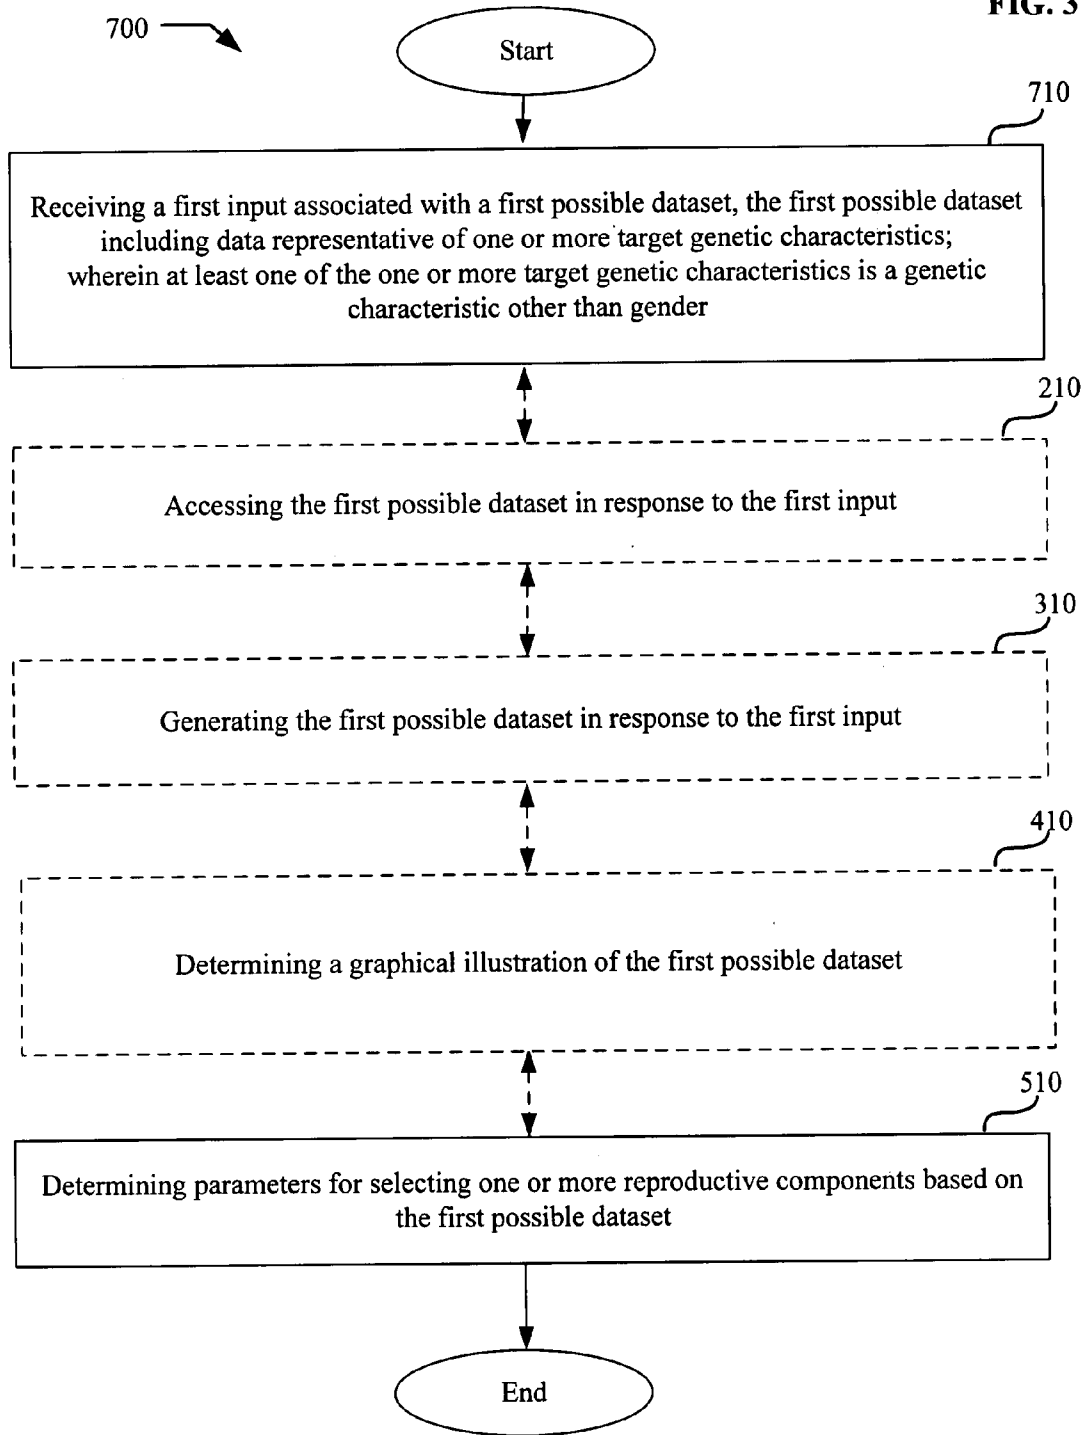 FIG. 3
700
Start
710
Receiving a first input associated with a first possible dataset, the first possible dataset
including data representative of one or more target genetic characteristics;
wherein at least one of the one or more target genetic characteristics is a genetic
characteristic other than gender
210
Accessing the first possible dataset in response to the first input
310
Generating the first possible dataset in response to the first input
410
Determining a graphical illustration of the first possible dataset
510
Determining parameters for selecting one or more reproductive components based on
the first possible dataset
End